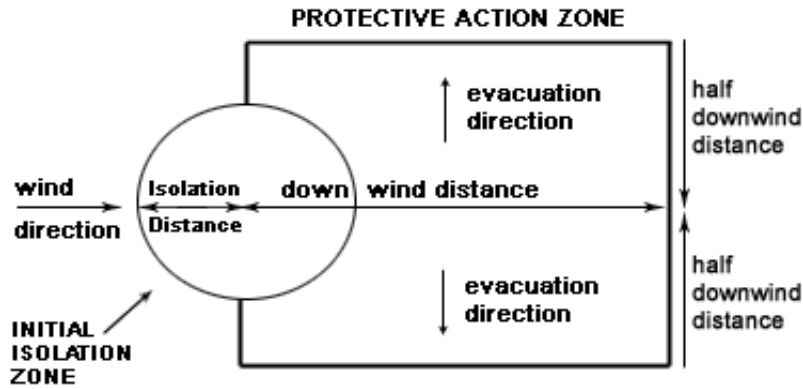 PROTECTIVE ACTION ZONE
evacuation
direction
half
downwind
distance
wind
direction
Isolation
Distance
down wind distance
evacuation
direction
half
downwind
distance
INITIAL
ISOLATION
ZONE